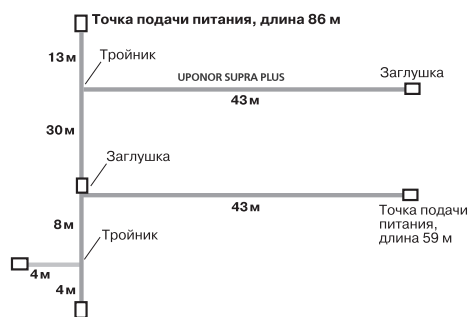 Точка подачи питания, длина 86 м
13 м
Тройник
UPONOR SUPRA PLUS
Заглушка
43 м
30 м
Заглушка
43 м
Точка подачи
питания,
длина 59 м
8 м
Тройник
4 м
4 м